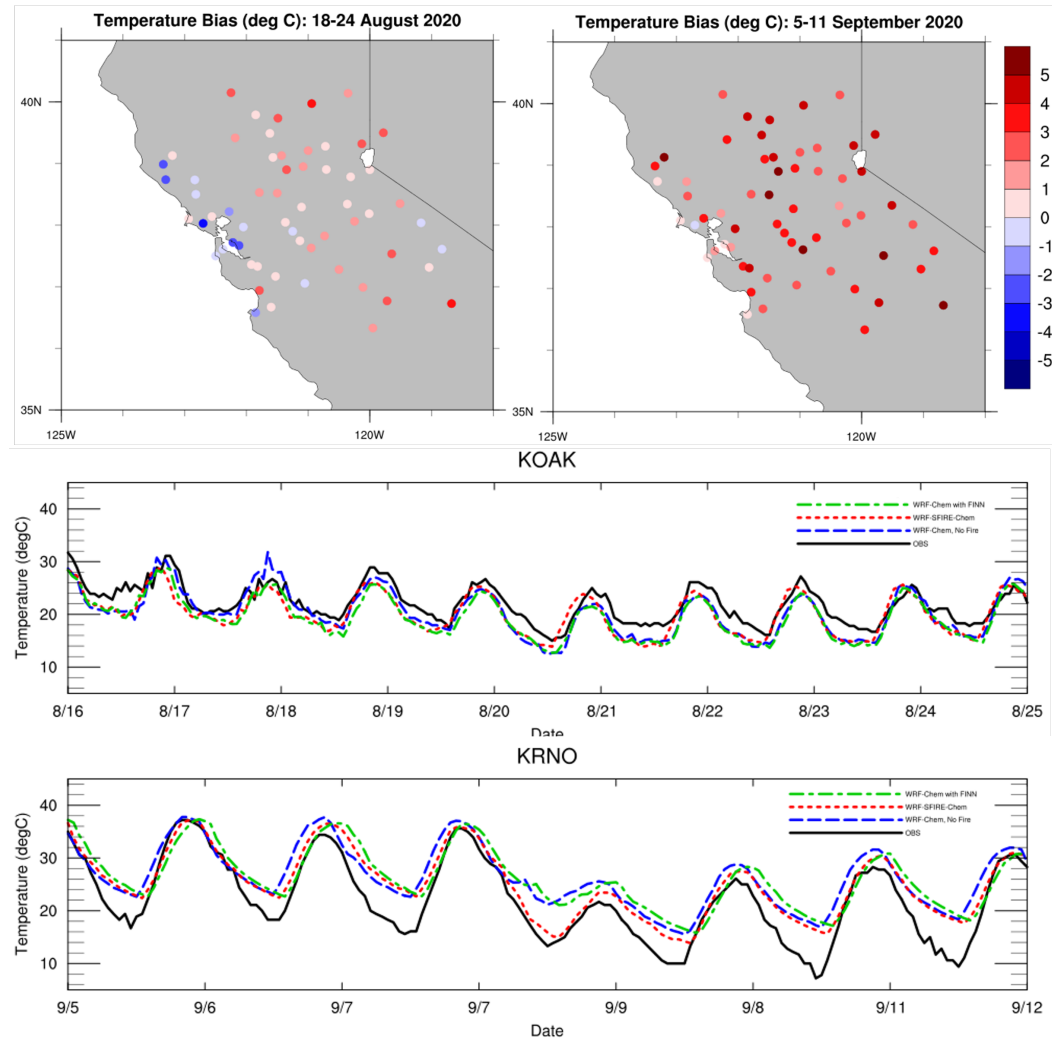 Temperature Bias (deg C): 18-24 August 2020
Temperature Bias (deg C): 5-11 September 2020
40N
35N
125W
120W
40N
35N
125W
120W
5
4
3
2
1
0
-1
-2
-3
-4
-5
KOAK
Temperature (degC)
40
30
20
10
WRF-Chem with FINN
WRF-SFIRE-Chem
WRF-Chem, No Fire
OBS
8/16
8/17
8/18
8/19
8/20
8/21
8/22
8/23
8/24
8/25
Date
KRNO
Temperature (degC)
40
30
20
10
WRF-Chem with FINN
WRF-SFIRE-Chem
WRF-Chem, No Fire
OBS
9/5
9/6
9/7
9/7
9/9
9/8
9/11
9/12
Date